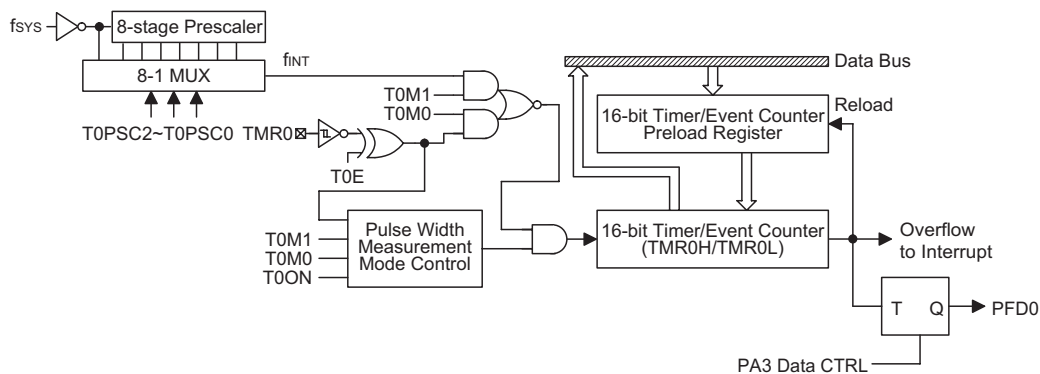 fSYS
8-stage Prescaler
8-1 MUX
fINT
T0PSC2~T0PSC0
TMR0
T0E
T0M1
T0M0
T0M1
T0M0
T0ON
Pulse Width
Measurement
Mode Control
Data Bus
16-bit Timer/Event Counter
Preload Register
Reload
16-bit Timer/Event Counter
(TMR0H/TMR0L)
Overflow
to Interrupt
T Q
PFD0
PA3 Data CTRL